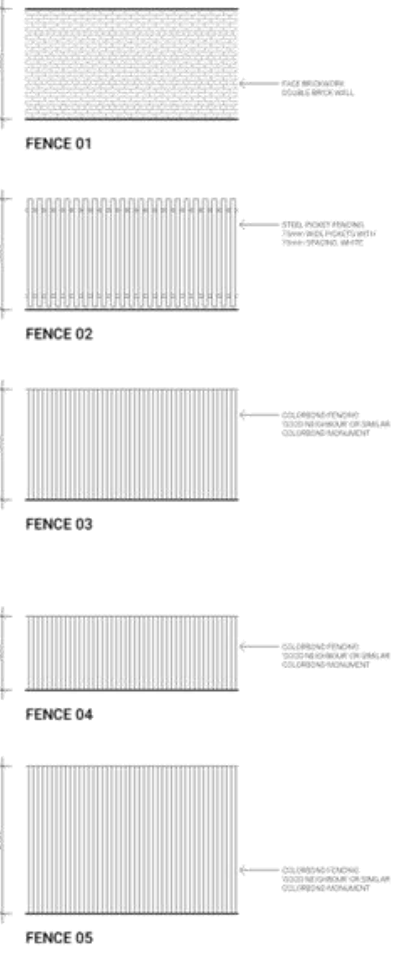 FACE BRICKWORK
DOUBLE BRICK WALL
FENCE 01
STEEL PICKET FENCING
75mm WIDE PICKETS WITH
75mm SPACING, WHITE
FENCE 02
COLORBOND FENCING
'GOOD NEIGHBOUR' OR SIMILAR
COLORBOND MONUMENT
FENCE 03
COLORBOND FENCING
'GOOD NEIGHBOUR' OR SIMILAR
COLORBOND MONUMENT
FENCE 04
COLORBOND FENCING
'GOOD NEIGHBOUR' OR SIMILAR
COLORBOND MONUMENT
FENCE 05